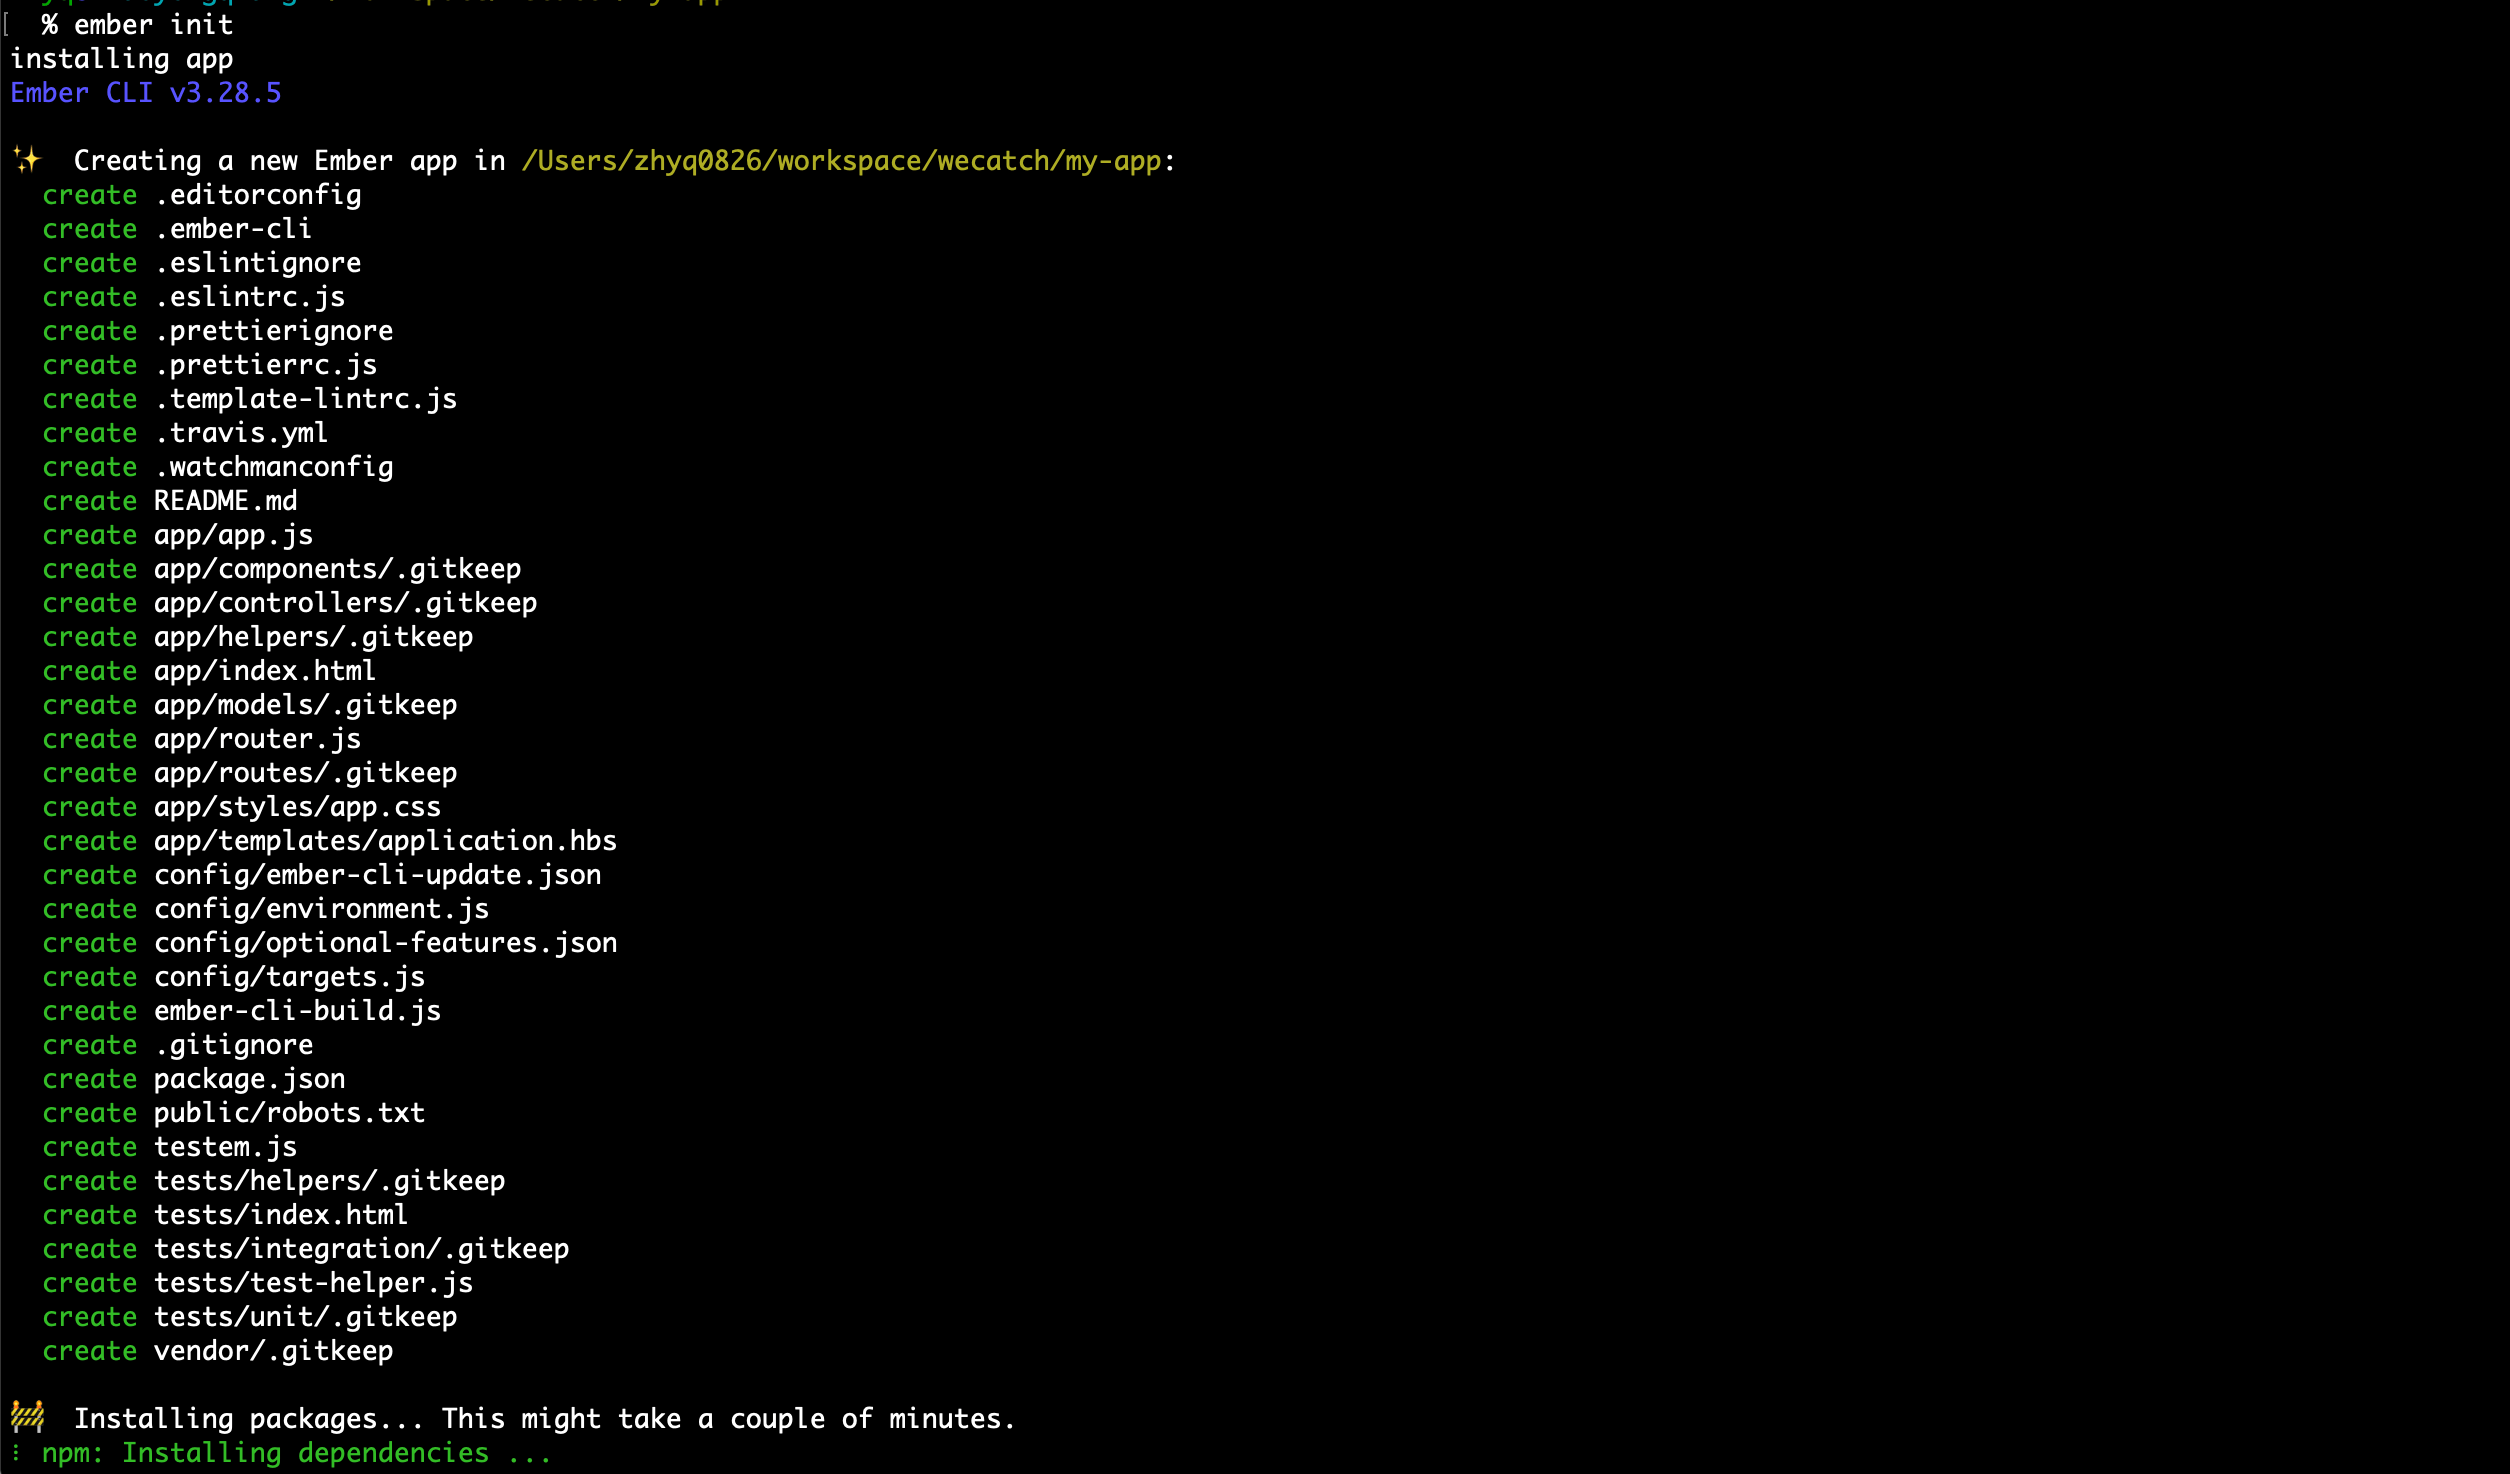 % ember init
installing app
Ember CLI v3.28.5
✨  Creating a new Ember app in /Users/zhyq0826/workspace/wecatch/my-app:
create .editorconfig
create .ember-cli
create .eslintignore
create .eslintrc.js
create .prettierignore
create .prettierrc.js
create .template-lintrc.js
create .travis.yml
create .watchmanconfig
create README.md
create app/app.js
create app/components/.gitkeep
create app/controllers/.gitkeep
create app/helpers/.gitkeep
create app/index.html
create app/models/.gitkeep
create app/router.js
create app/routes/.gitkeep
create app/styles/app.css
create app/templates/application.hbs
create config/ember-cli-update.json
create config/environment.js
create config/optional-features.json
create config/targets.js
create ember-cli-build.js
create .gitignore
create package.json
create public/robots.txt
create testem.js
create tests/helpers/.gitkeep
create tests/index.html
create tests/integration/.gitkeep
create tests/test-helper.js
create tests/unit/.gitkeep
create vendor/.gitkeep
🚧  Installing packages... This might take a couple of minutes.
npm: Installing dependencies ...